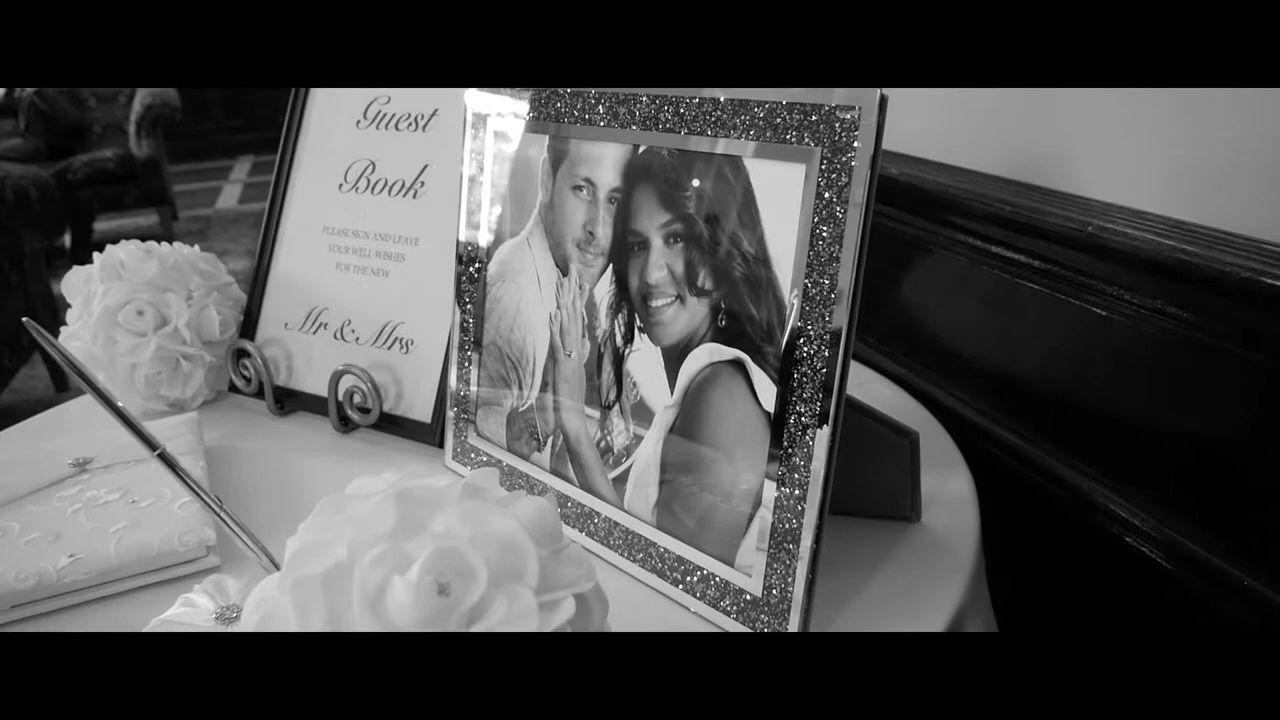 Guest
Book
PLEASE SIGN AND LEAVE
YOUR WELL WISHES
FOR THE NEW
Mr & Mrs